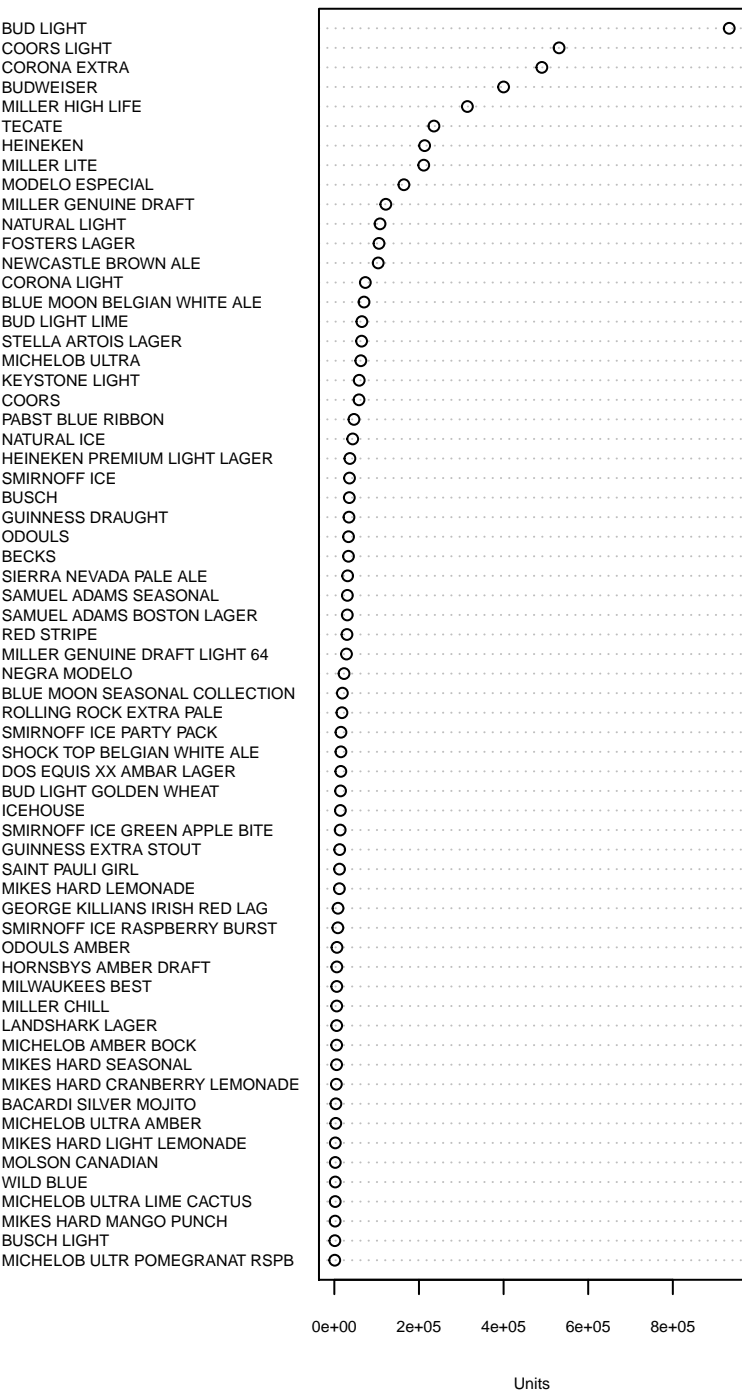 BUD LIGHT
COORS LIGHT
CORONA EXTRA
BUDWEISER
MILLER HIGH LIFE
TECATE
HEINEKEN
MILLER LITE
MODELO ESPECIAL
MILLER GENUINE DRAFT
NATURAL LIGHT
FOSTERS LAGER
NEWCASTLE BROWN ALE
CORONA LIGHT
BLUE MOON BELGIAN WHITE ALE
BUD LIGHT LIME
STELLA ARTOIS LAGER
MICHELOB ULTRA
KEYSTONE LIGHT
COORS
PABST BLUE RIBBON
NATURAL ICE
HEINEKEN PREMIUM LIGHT LAGER
SMIRNOFF ICE
BUSCH
GUINNESS DRAUGHT
ODOULS
BECKS
SIERRA NEVADA PALE ALE
SAMUEL ADAMS SEASONAL
SAMUEL ADAMS BOSTON LAGER
RED STRIPE
MILLER GENUINE DRAFT LIGHT 64
NEGRA MODELO
BLUE MOON SEASONAL COLLECTION
ROLLING ROCK EXTRA PALE
SMIRNOFF ICE PARTY PACK
SHOCK TOP BELGIAN WHITE ALE
DOS EQUIS XX AMBAR LAGER
BUD LIGHT GOLDEN WHEAT
ICEHOUSE
SMIRNOFF ICE GREEN APPLE BITE
GUINNESS EXTRA STOUT
SAINT PAULI GIRL
MIKES HARD LEMONADE
GEORGE KILLIANS IRISH RED LAG
SMIRNOFF ICE RASPBERRY BURST
ODOULS AMBER
HORNSBYS AMBER DRAFT
MILWAUKEES BEST
MILLER CHILL
LANDSHARK LAGER
MICHELOB AMBER BOCK
MIKES HARD SEASONAL
MIKES HARD CRANBERRY LEMONADE
BACARDI SILVER MOJITO
MICHELOB ULTRA AMBER
MIKES HARD LIGHT LEMONADE
MOLSON CANADIAN
WILD BLUE
MICHELOB ULTRA LIME CACTUS
MIKES HARD MANGO PUNCH
BUSCH LIGHT
MICHELOB ULTR POMEGRANAT RSPB
0e+00 2e+05 4e+05 6e+05 8e+05
Units